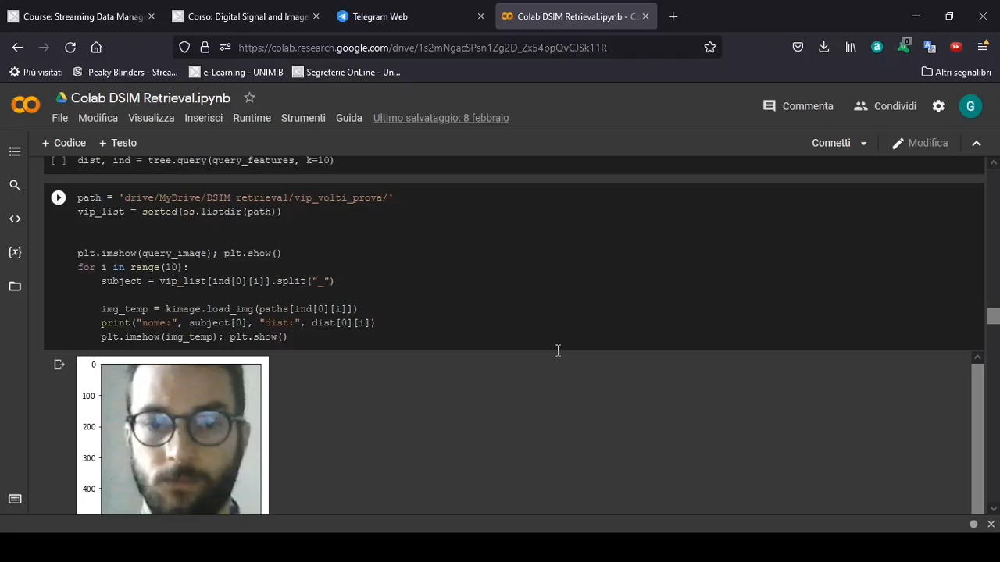 Course: Streaming Data Manag
Corso: Digital Signal and Image
Telegram Web
Colab DSIM Retrieval.ipynb - Co
https://colab.research.google.com/drive/1s2mNgacSPsn1Zg2D_Zx54bpQvCJSk11R
Più visitati
Peaky Blinders - Strea...
e-Learning - UNIMIB
Segreterie OnLine - Un...
Altri segnalibri
Colab DSIM Retrieval.ipynb
Commenta
Condividi
G
File Modifica Visualizza Inserisci Runtime Strumenti Guida Ultimo salvataggio: 8 febbraio
+ Codice + Testo
Connetti
Modifica
[ ] dist, ind = tree.query(query_features, k=10)
path = 'drive/MyDrive/DSIM retrieval/vip_volti_prova/'
vip_list = sorted(os.listdir(path))
plt.imshow(query_image); plt.show()
for i in range(10):
subject = vip_list[ind[0][i]].split("_")
img_temp = kimage.load_img(paths[ind[0][i]])
print("nome:", subject[0], "dist:", dist[0][i])
plt.imshow(img_temp); plt.show()
0
100
200
300
400